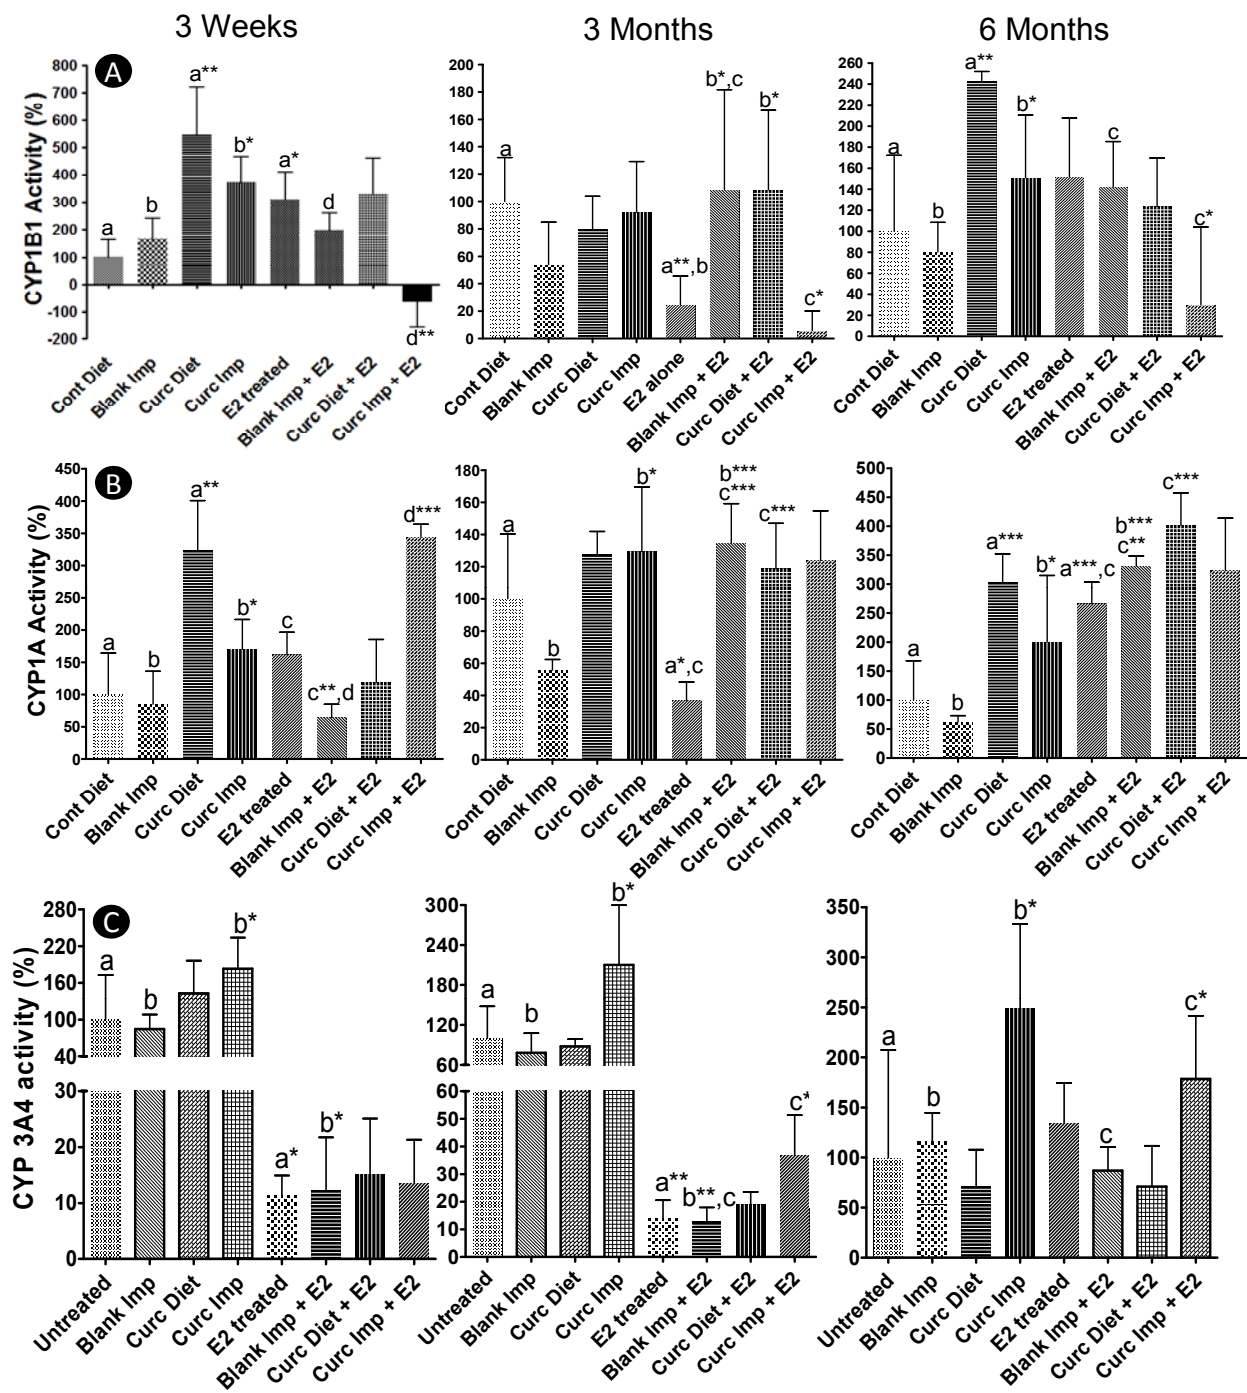 3 Weeks
3 Months
6 Months
A
CYP1B1 Activity (%)
800
700
600
500
400
300
200
100
0
-100
-200
a
b
a**
b*
a*
d
d**
Cont Diet
Blank Imp
Curc Diet
Curc Imp
E2 treated
Blank Imp + E2
Curc Diet + E2
Curc Imp + E2
200
180
160
140
120
100
80
60
40
20
0
a
a**,b
b*,c
b*
c*
Cont Diet
Blank Imp
Curc Diet
Curc Imp
E2 alone
Blank Imp + E2
Curc Diet + E2
Curc Imp + E2
260
240
220
200
180
160
140
120
100
80
60
40
20
0
a
b
a**
b*
c
c*
Cont Diet
Blank Imp
Curc Diet
Curc Imp
E2 treated
Blank Imp + E2
Curc Diet + E2
Curc Imp + E2
B
CYP1A Activity (%)
450
400
350
300
250
200
150
100
50
0
a
b
a**
b*
c
c**,d
d***
Cont Diet
Blank Imp
Curc Diet
Curc Imp
E2 treated
Blank Imp + E2
Curc Diet + E2
Curc Imp + E2
180
160
140
120
100
80
60
40
20
0
a
b
b*
a*,c
b***
c***
c***
Cont Diet
Blank Imp
Curc Diet
Curc Imp
E2 treated
Blank Imp + E2
Curc Diet + E2
Curc Imp + E2
500
450
400
350
300
250
200
150
100
50
0
a
b
a***
b*
a***,c
b***
c**
c***
Cont Diet
Blank Imp
Curc Diet
Curc Imp
E2 treated
Blank Imp + E2
Curc Diet + E2
Curc Imp + E2
C
CYP 3A4 activity (%)
280
220
160
100
40
30
20
10
0
a
b
b*
a*
b*
Untreated
Blank Imp
Curc Diet
Curc Imp
E2 treated
Blank Imp + E2
Curc Diet + E2
Curc Imp + E2
300
240
180
120
60
60
50
40
30
20
10
0
a
b
b*
a**
b**,c
c*
Untreated
Blank Imp
Curc Diet
Curc Imp
E2 treated
Blank Imp + E2
Curc Diet + E2
Curc Imp + E2
350
300
250
200
150
100
50
0
a
b
b*
c
c*
Untreated
Blank Imp
Curc Diet
Curc Imp
E2 treated
Blank Imp + E2
Curc Diet + E2
Curc Imp + E2